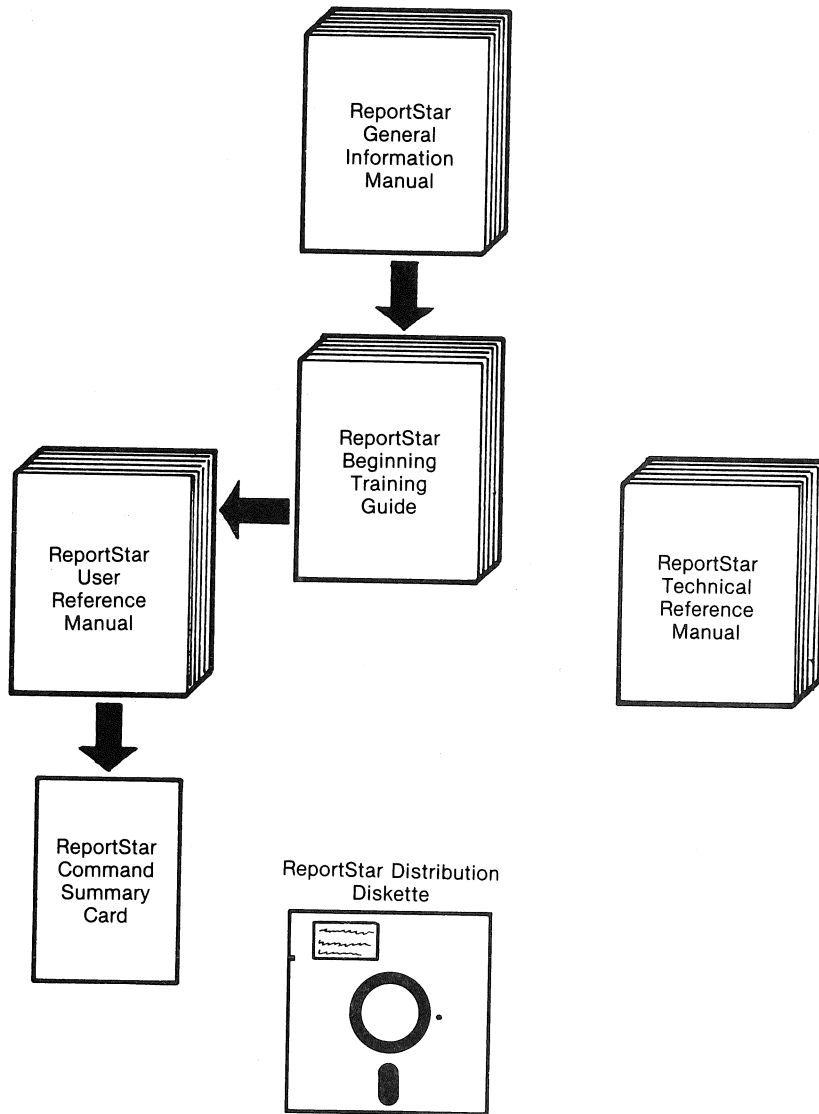 ReportStar
General
Information
Manual
ReportStar
Beginning
Training
Guide
ReportStar
User
Reference
Manual
ReportStar
Technical
Reference
Manual
ReportStar
Command
Summary
Card
ReportStar Distribution
Diskette